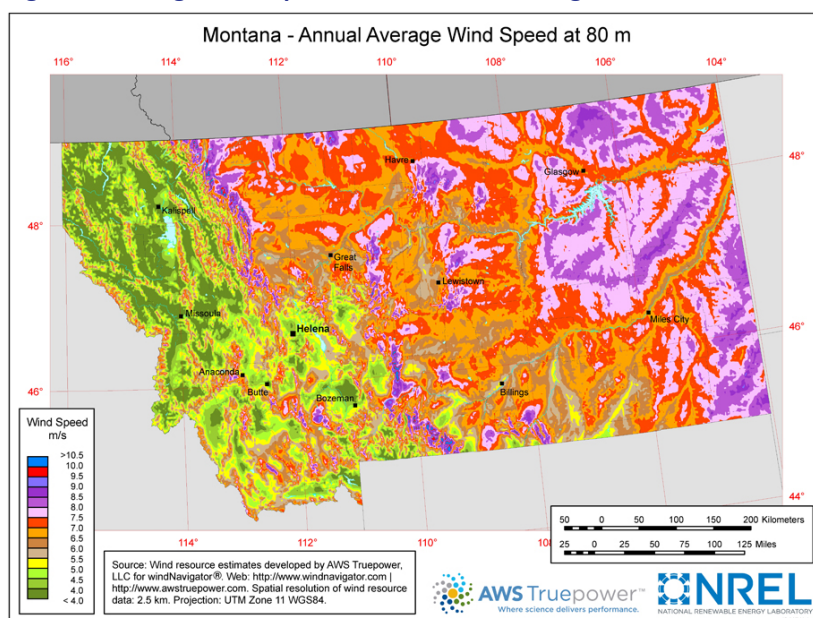 Montana - Annual Average Wind Speed at 80 m
116°
114°
112°
110°
108°
106°
104°
Havre
Glasgow
48°
Kalispell
48°
Great
Falls
Lewistown
Missoula
Helena
Miles City
46°
Anaconda
Butte
Bozeman
Billings
46°
Wind Speed
m/s
>10.5
10.0
9.5
9.0
8.5
8.0
7.5
7.0
6.5
6.0
5.5
5.0
4.5
4.0
< 4.0
44°
114°
112°
110°
50 0 50 100 150 200 Kilometers
25 0 25 50 75 100 125 Miles
Source: Wind resource estimates developed by AWS Truepower,
LLC for windNavigator®. Web: http://www.windnavigator.com |
http://www.awstruepower.com. Spatial resolution of wind resource
data: 2.5 km. Projection: UTM Zone 11 WGS84.
AWS Truepower™
Where science delivers performance.
NREL
NATIONAL RENEWABLE ENERGY LABORATORY